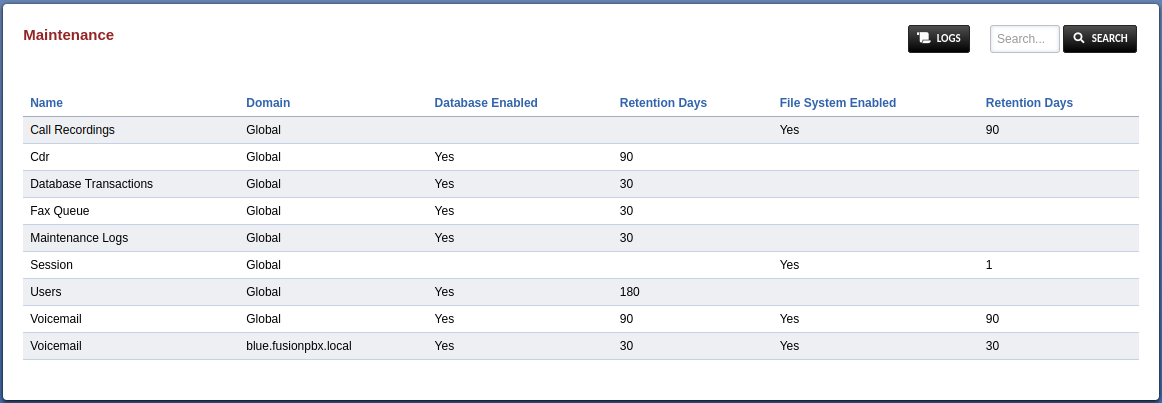 Maintenance LOGS Search... SEARCH
Name Domain Database Enabled Retention Days File System Enabled Retention Days
Call Recordings Global Yes 90
Cdr Global Yes 90
Database Transactions Global Yes 30
Fax Queue Global Yes 30
Maintenance Logs Global Yes 30
Session Global Yes 1
Users Global Yes 180
Voicemail Global Yes 90 Yes 90
Voicemail blue.fusionpbx.local Yes 30 Yes 30